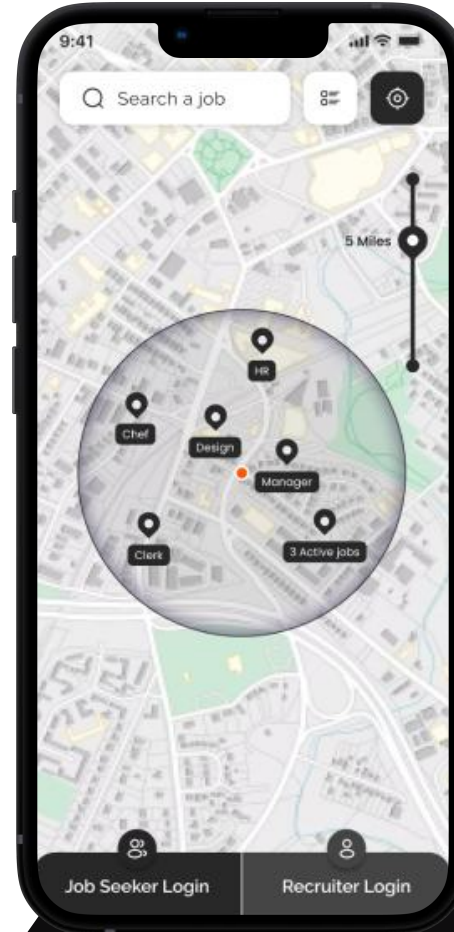 9:41
Search a job
5 Miles
HR
Chef
Design
Manager
Clerk
3 Active jobs
Job Seeker Login
Recruiter Login